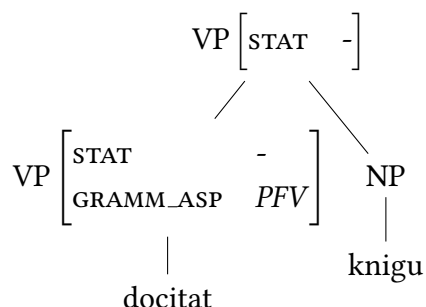 VP [STAT -]
VP [STAT - GRAMM_ASP PFV] NP
knigu
docitat